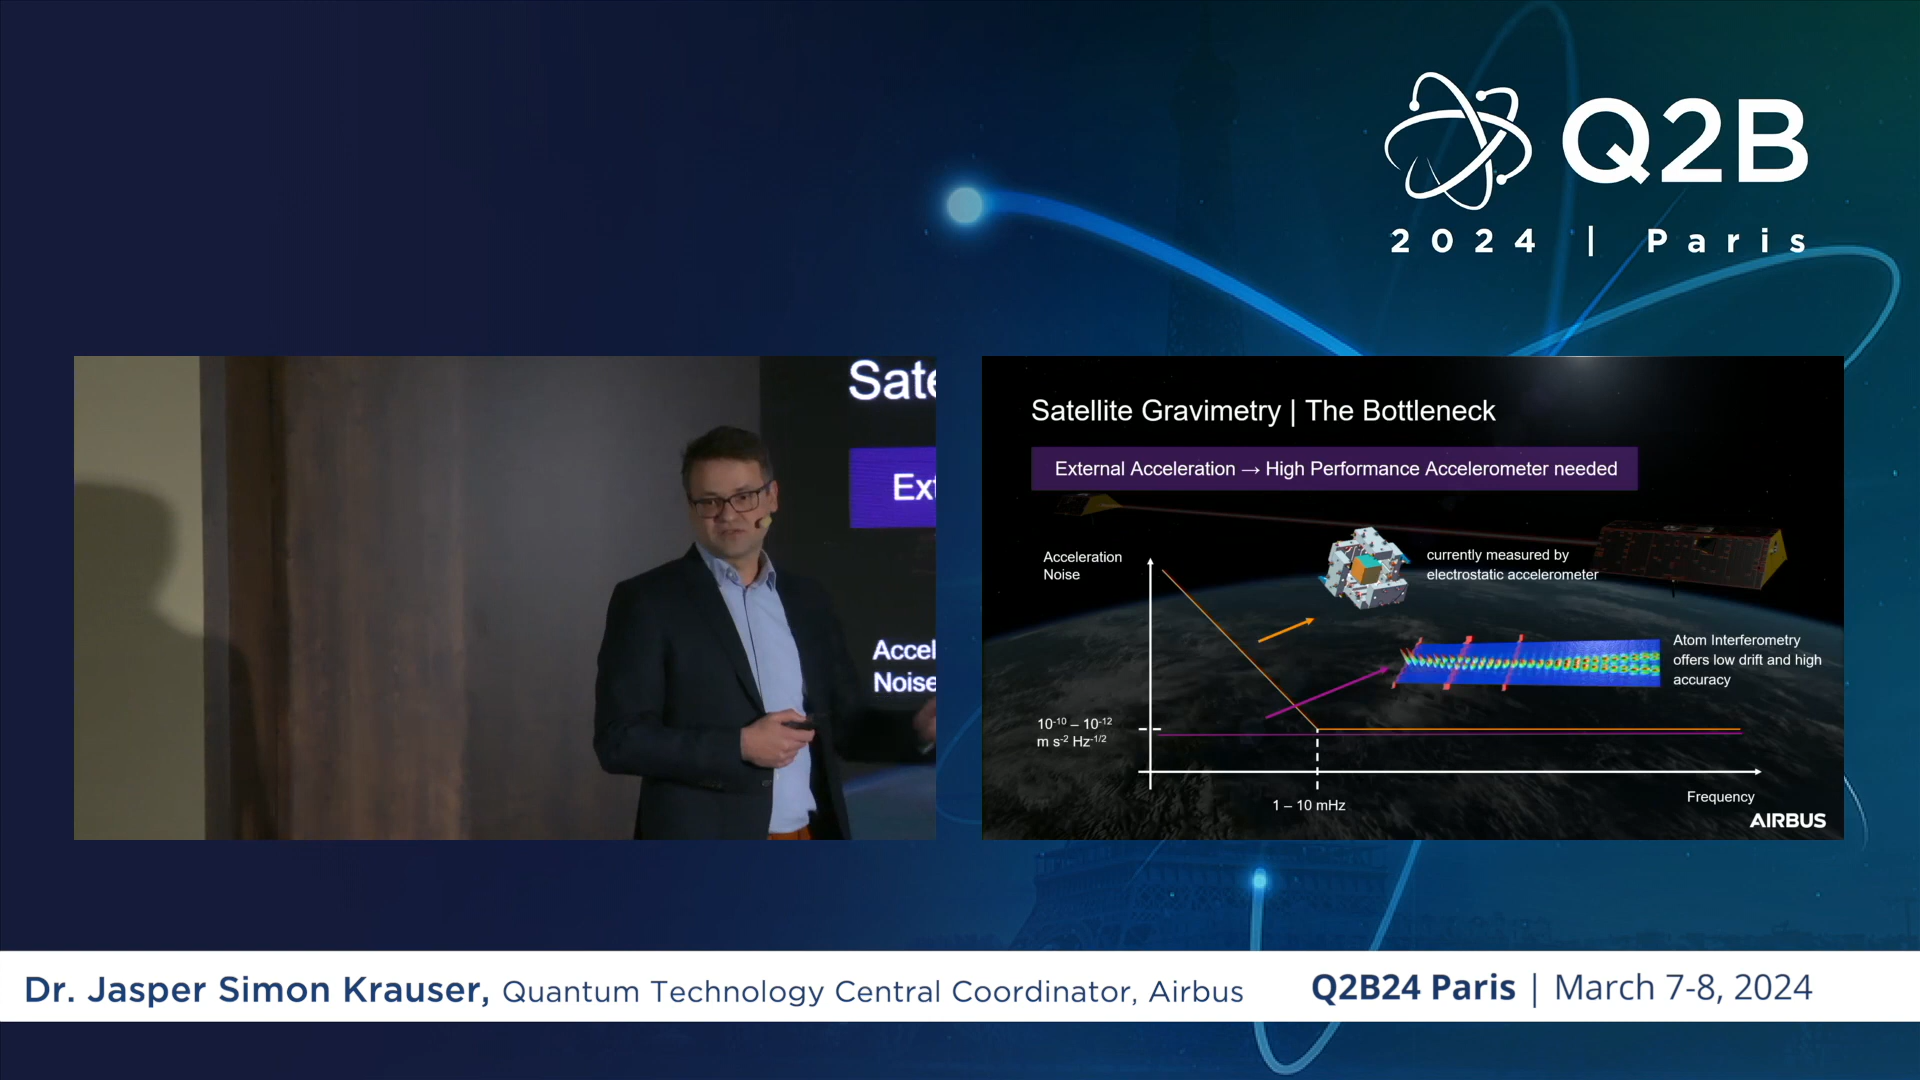 Q2B
2024 | Paris
Sate
Ext
Accel
Noise
Satellite Gravimetry | The Bottleneck
External Acceleration → High Performance Accelerometer needed
Acceleration
Noise
currently measured by
electrostatic accelerometer
Atom Interferometry
offers low drift and high
accuracy
10⁻¹⁰ – 10⁻¹²
m s⁻² Hz⁻¹/²
1 – 10 mHz
Frequency
AIRBUS
Dr. Jasper Simon Krauser, Quantum Technology Central Coordinator, Airbus
Q2B24 Paris | March 7-8, 2024